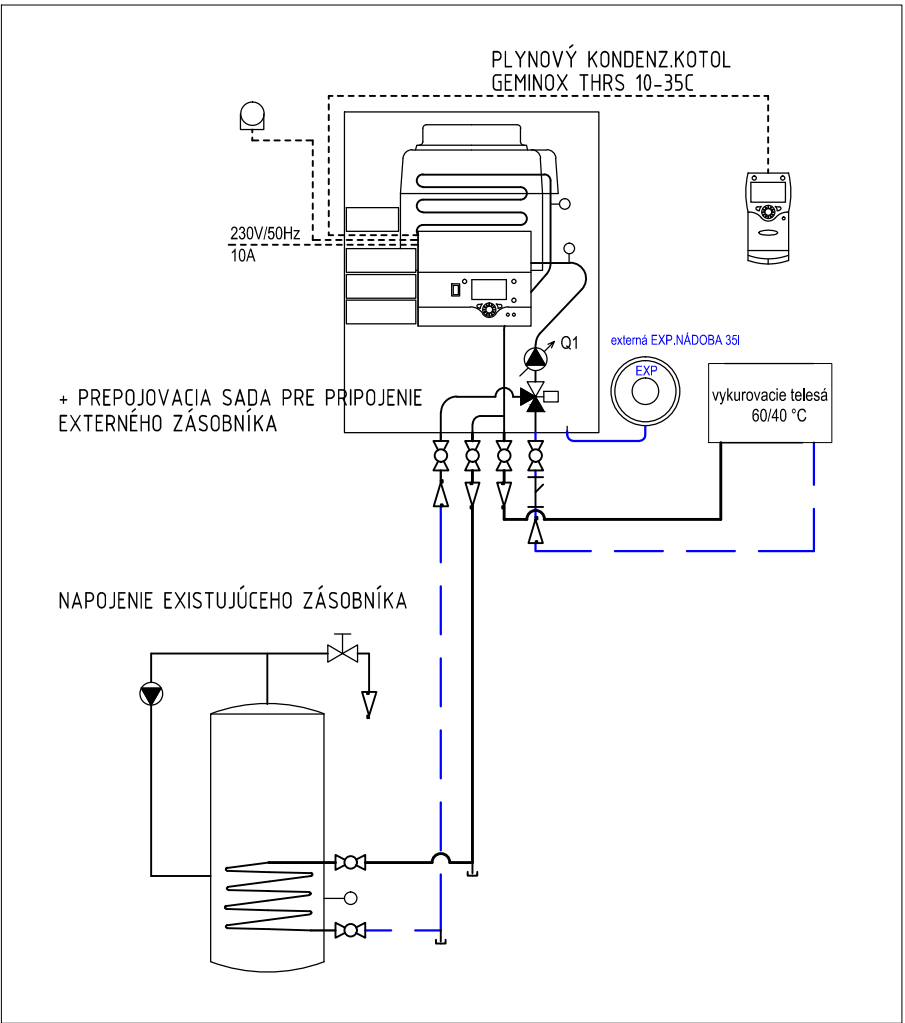 PLYNOVÝ KONDENZ.KOTOL
GEMINOX THRS 10-35C
230V/50Hz
10A
Q1
externá EXP.NÁDOBA 35l
EXP
vykurovacie telesá
60/40 °C
+ PREPOJOVACIA SADA PRE PRIPOJENIE
EXTERNÉHO ZÁSOBNÍKA
NAPOJENIE EXISTUJÚCEHO ZÁSOBNÍKA